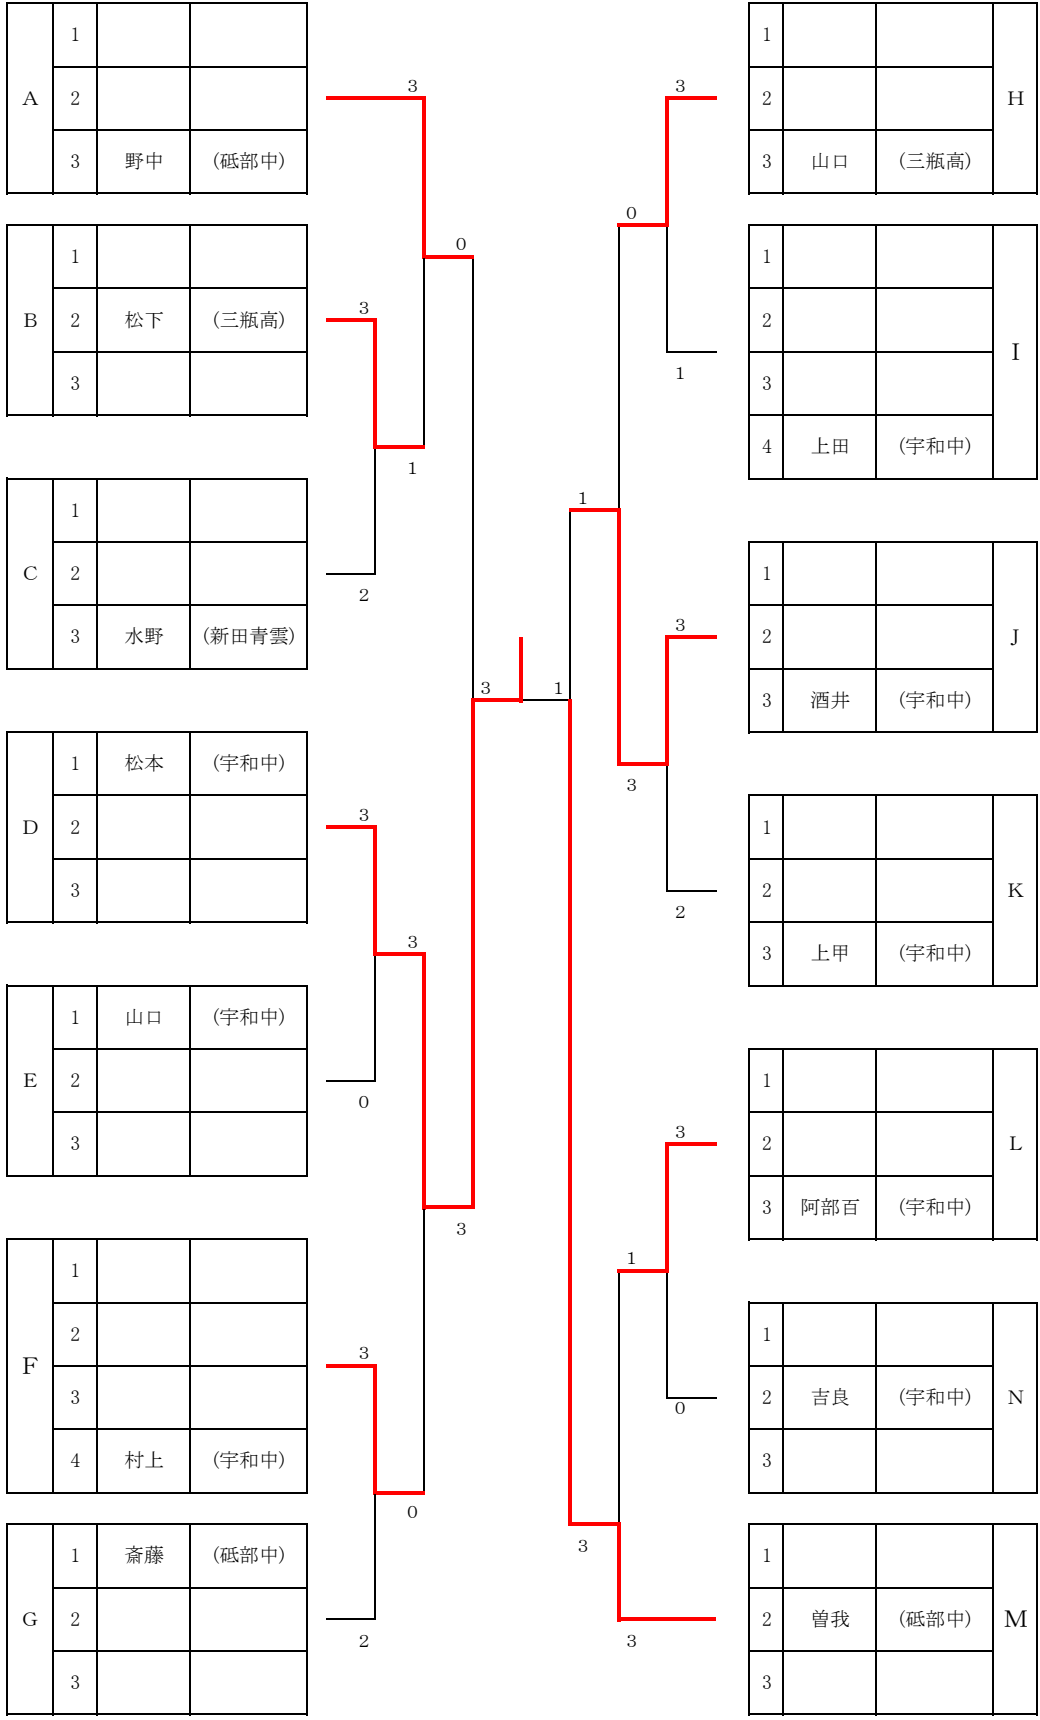 A
1
2
3 野中 (砥部中)
B
1
2 松下 (三瓶高)
3
C
1
2
3 水野 (新田青雲)
D
1 松本 (宇和中)
2
3
E
1 山口 (宇和中)
2
3
F
1
2
3
4 村上 (宇和中)
G
1 斎藤 (砥部中)
2
3
3
0
3
1
2
3
3
3
0
3
3
0
2
3
1
3
0
1
1
3
3
2
3
1
0
3
3
H
1
2
3 山口 (三瓶高)
I
1
2
3
4 上田 (宇和中)
J
1
2
3 酒井 (宇和中)
K
1
2
3 上甲 (宇和中)
L
1
2
3 阿部百 (宇和中)
N
1
2 吉良 (宇和中)
3
M
1
2 曽我 (砥部中)
3